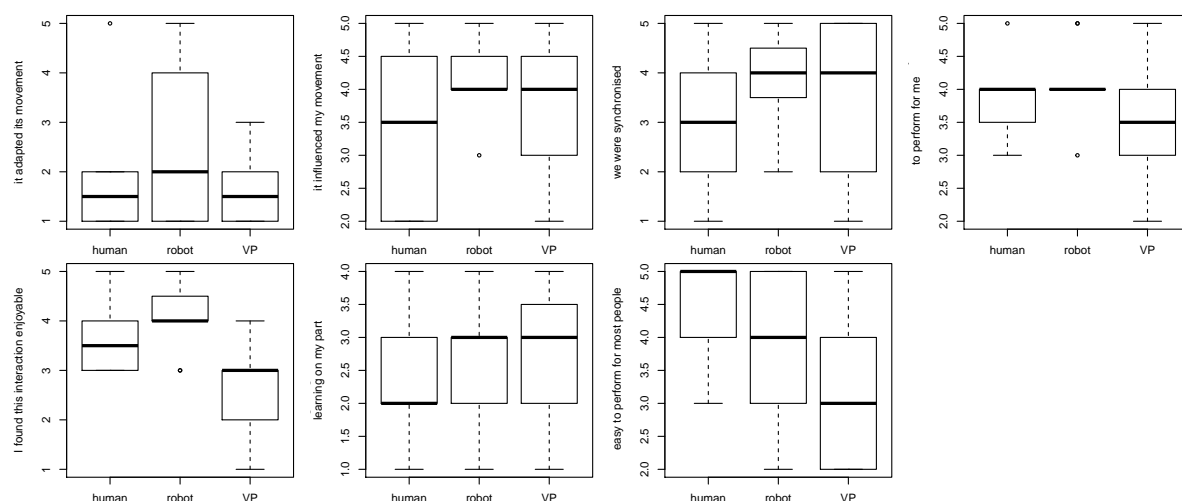 it adapted its movement
1 2 3 4 5
human robot VP
it influenced my movement
2.0 2.5 3.0 3.5 4.0 4.5 5.0
human robot VP
we were synchronised
1 2 3 4 5
human robot VP
to perform for me
2.0 2.5 3.0 3.5 4.0 4.5 5.0
human robot VP
I found this interaction enjoyable
1 2 3 4 5
human robot VP
learning on my part
1.0 1.5 2.0 2.5 3.0 3.5 4.0
human robot VP
easy to perform for most people
2.0 2.5 3.0 3.5 4.0 4.5 5.0
human robot VP